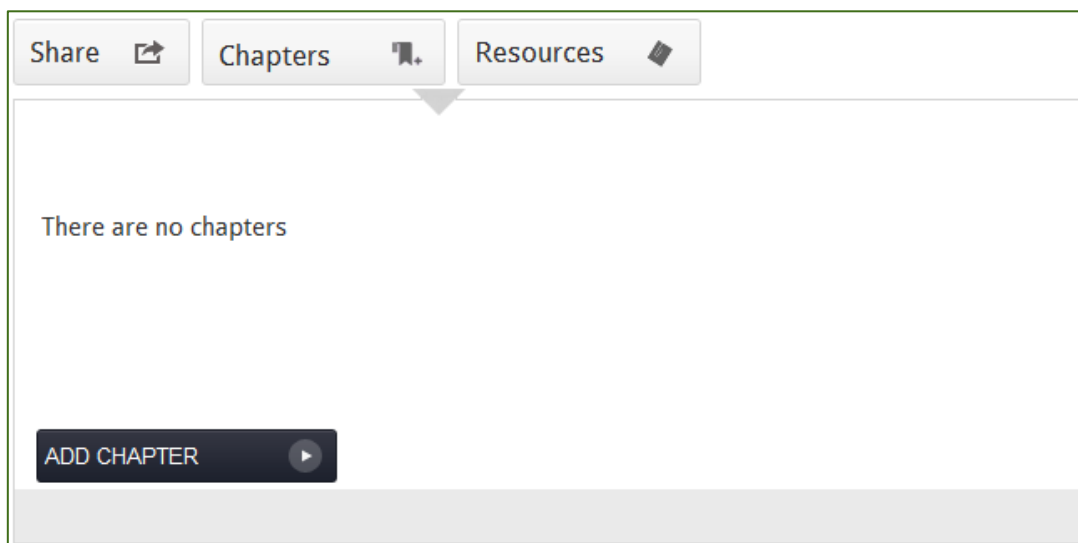 Share
Chapters
Resources
There are no chapters
ADD CHAPTER